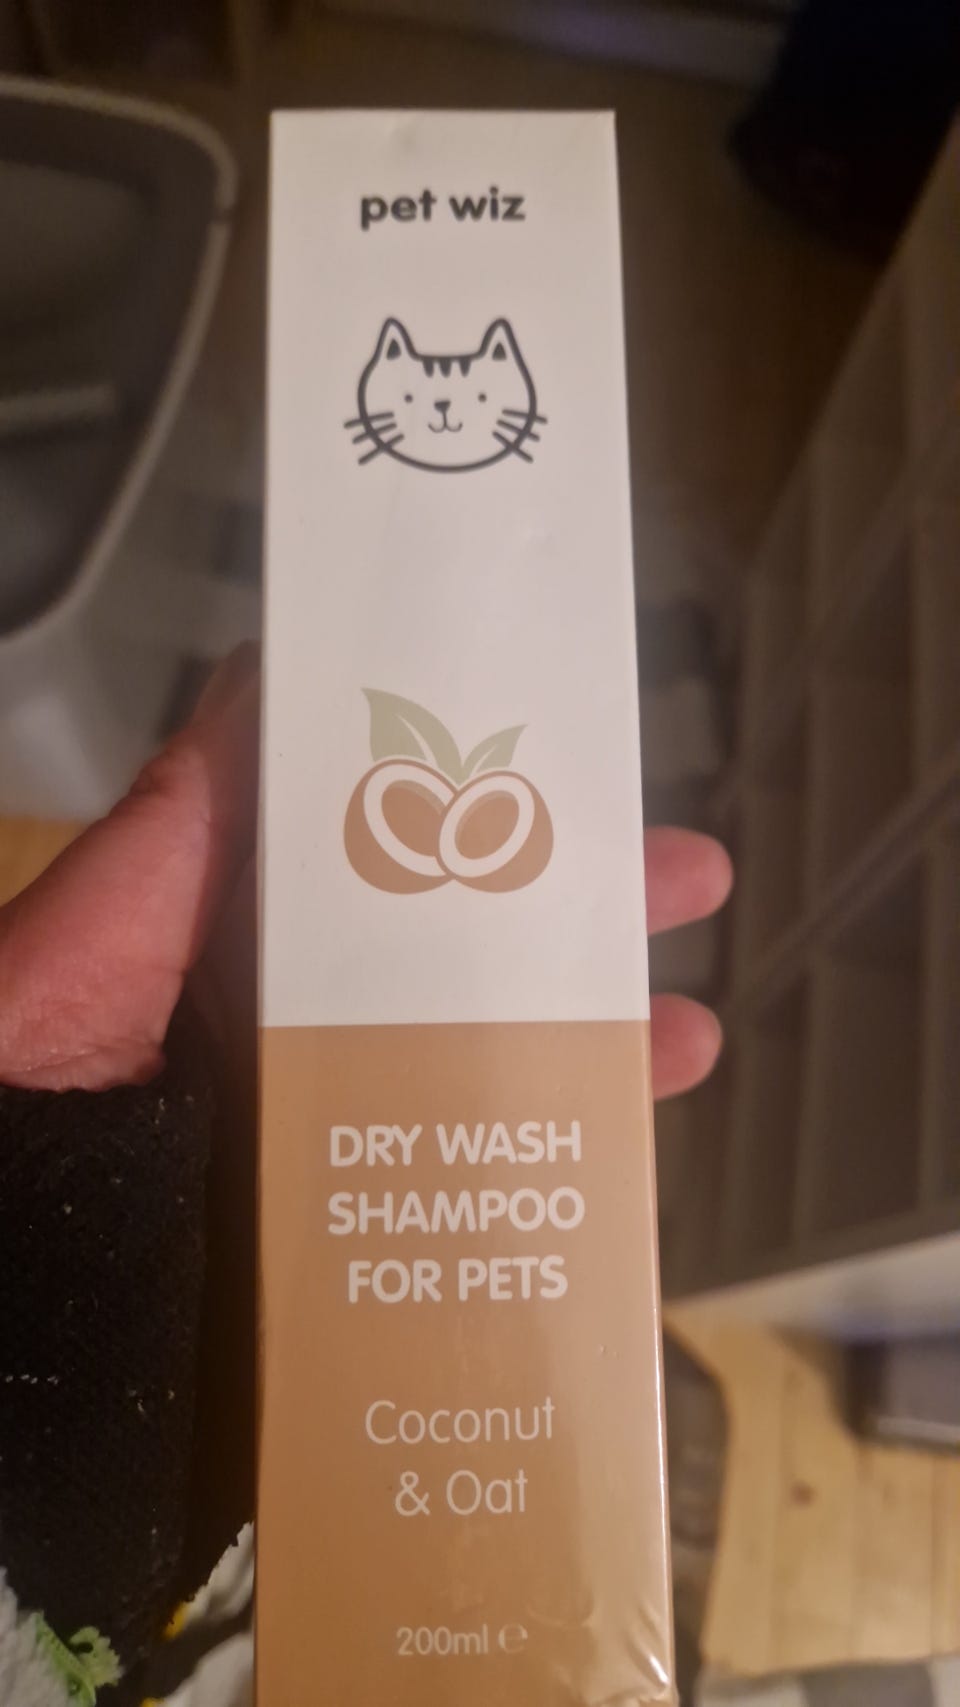 pet wiz
DRY WASH
SHAMPOO
FOR PETS
Coconut
& Oat
200ml ℮